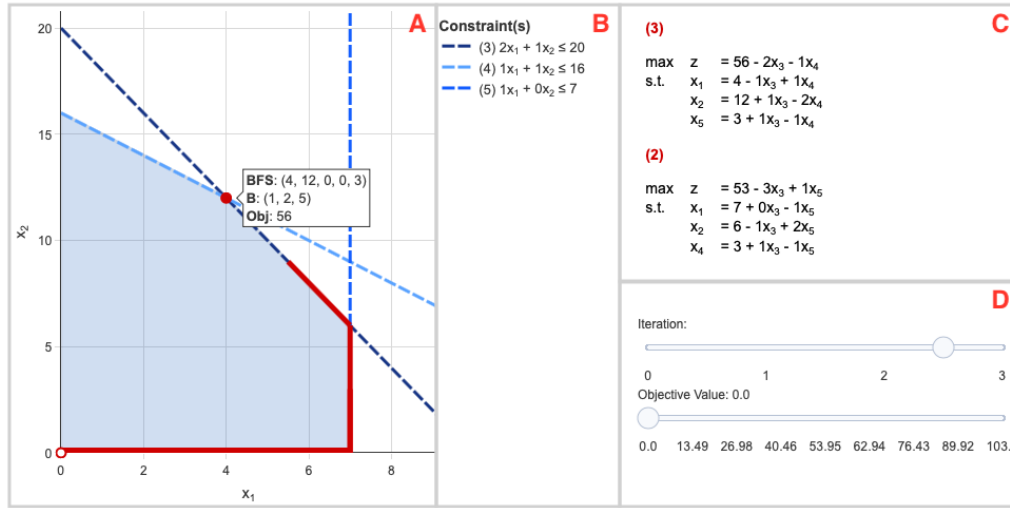 A
20
15
10
5
0
x₂
0
2
4
6
8
x₁
BFS: (4, 12, 0, 0, 3)
B: (1, 2, 5)
Obj: 56
B
Constraint(s)
(3) 2x₁ + 1x₂ ≤ 20
(4) 1x₁ + 1x₂ ≤ 16
(5) 1x₁ + 0x₂ ≤ 7
C
(3)
max z = 56 - 2x₃ - 1x₄
s.t. x₁ = 4 - 1x₃ + 1x₄
x₂ = 12 + 1x₃ - 2x₄
x₅ = 3 + 1x₃ - 1x₄
(2)
max z = 53 - 3x₃ + 1x₅
s.t. x₁ = 7 + 0x₃ - 1x₅
x₂ = 6 - 1x₃ + 2x₅
x₄ = 3 + 1x₃ - 1x₅
D
Iteration:
0 1 2 3
Objective Value: 0.0
0.0 13.49 26.98 40.46 53.95 62.94 76.43 89.92 103.